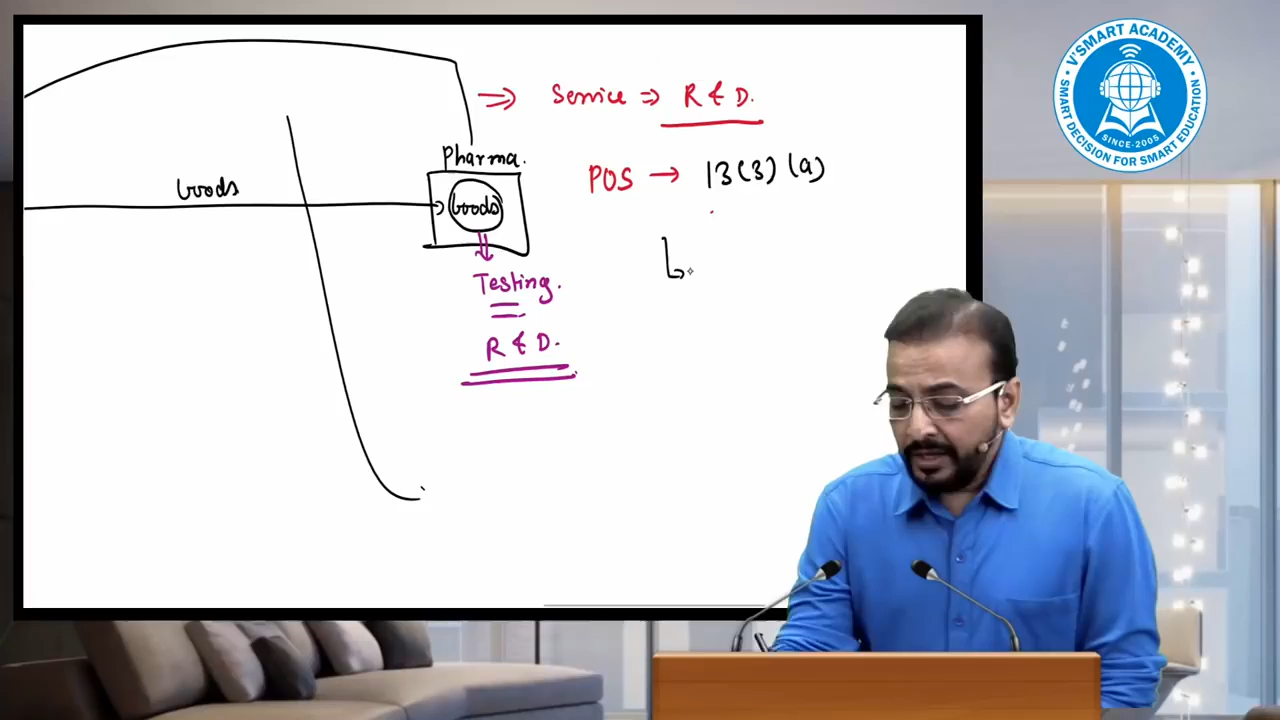 ⇒ Service ⇒ R & D.
Pharma.
POS → 13(3)(a)
Goods
Goods
Testing.
R & D.
V'SMART ACADEMY
SINCE-2005
SMART DECISION FOR SMART EDUCATION